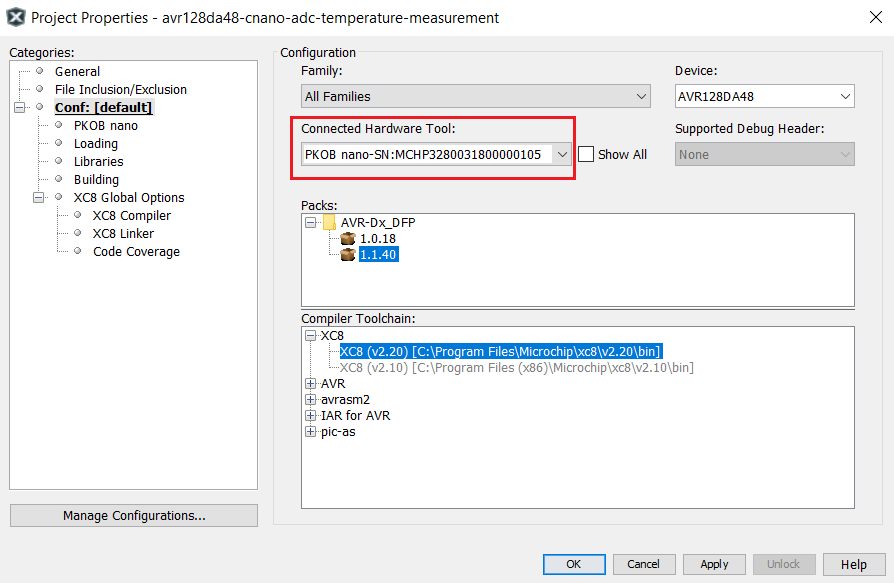 Project Properties - avr128da48-cnano-adc-temperature-measurement
Categories:
General
File Inclusion/Exclusion
Conf: [default]
PKOB nano
Loading
Libraries
Building
XC8 Global Options
XC8 Compiler
XC8 Linker
Code Coverage
Manage Configurations...
Configuration
Family:
All Families
Device:
AVR128DA48
Connected Hardware Tool:
PKOB nano-SN:MCHP3280031800000105
Show All
Supported Debug Header:
None
Packs:
AVR-Dx_DFP
1.0.18
1.1.40
Compiler Toolchain:
XC8
XC8 (v2.20) [C:\Program Files\Microchip\xc8\v2.20\bin]
XC8 (v2.10) [C:\Program Files (x86)\Microchip\xc8\v2.10\bin]
AVR
avrasm2
IAR for AVR
pic-as
OK
Cancel
Apply
Unlock
Help